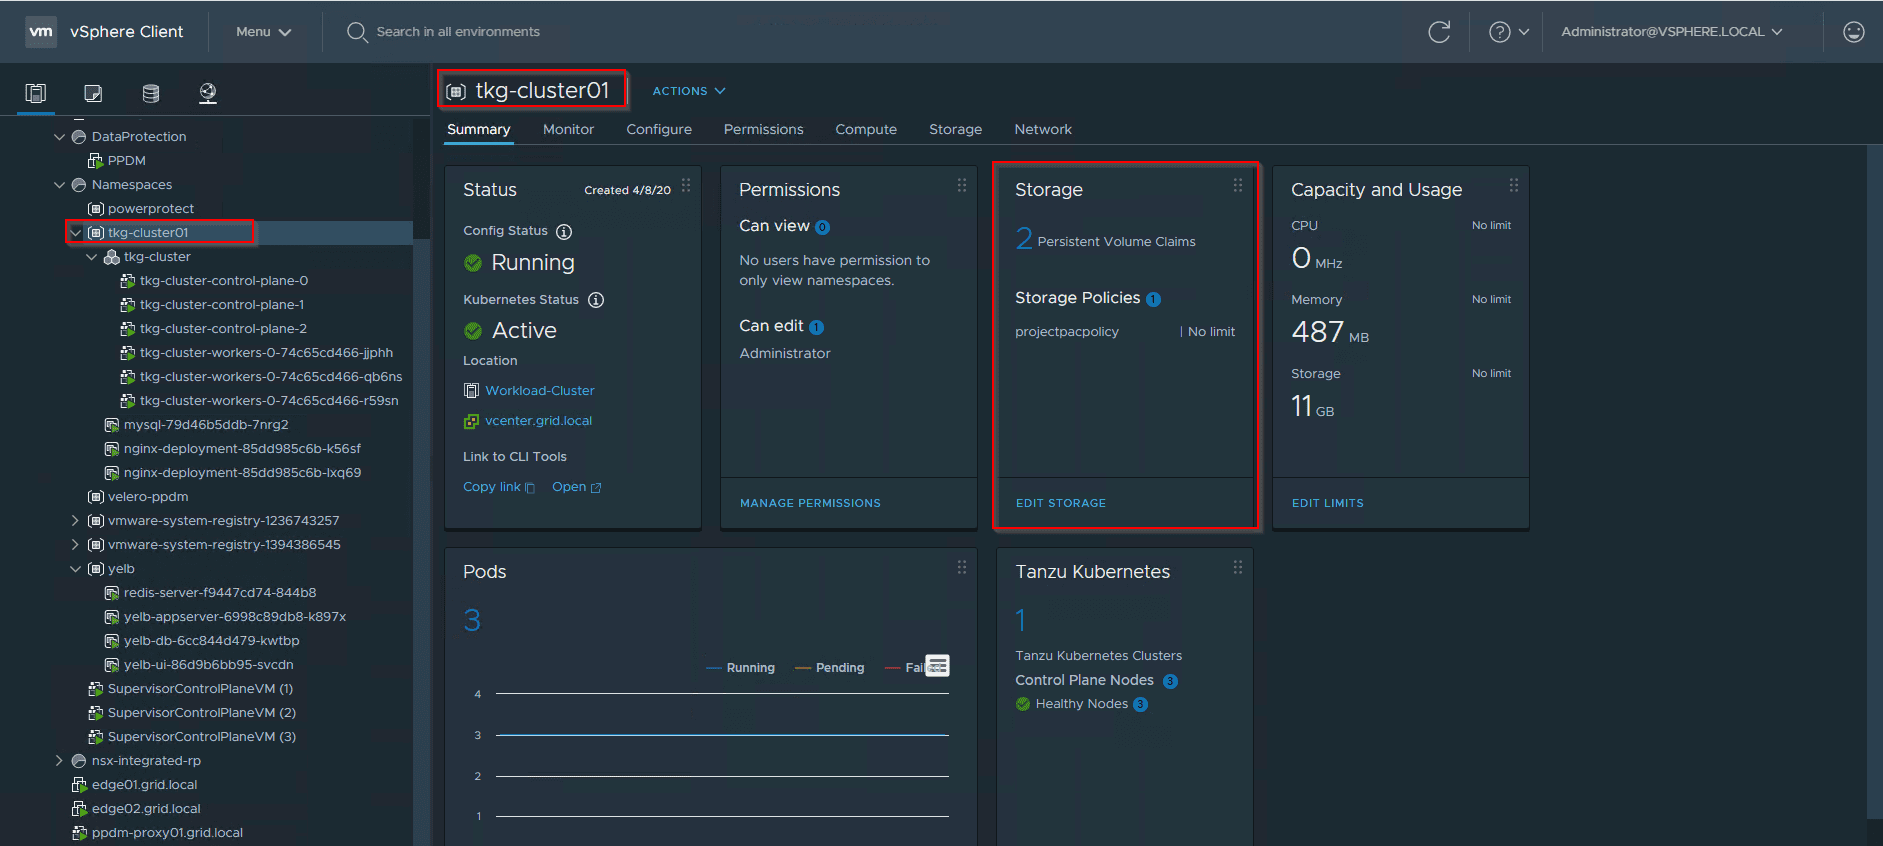 vm vSphere Client Menu Search in all environments Administrator@VSPHERE.LOCAL
DataProtection
PPDM
Namespaces
powerprotect
tkg-cluster01
tkg-cluster
tkg-cluster-control-plane-0
tkg-cluster-control-plane-1
tkg-cluster-control-plane-2
tkg-cluster-workers-0-74c65cd466-jjphh
tkg-cluster-workers-0-74c65cd466-qb6ns
tkg-cluster-workers-0-74c65cd466-r59sn
mysql-79d46b5ddb-7nrg2
nginx-deployment-85dd985c6b-k56sf
nginx-deployment-85dd985c6b-lxq69
velero-ppdm
vmware-system-registry-1236743257
vmware-system-registry-1394386545
yelb
redis-server-f9447cd74-844b8
yelb-appserver-6998c89db8-k897x
yelb-db-6cc844d479-kwtbp
yelb-ui-86d9b6bb95-svcdn
SupervisorControlPlaneVM (1)
SupervisorControlPlaneVM (2)
SupervisorControlPlaneVM (3)
nsx-integrated-rp
edge01.grid.local
edge02.grid.local
ppdm-proxy01.grid.local
tkg-cluster01 ACTIONS
Summary Monitor Configure Permissions Compute Storage Network
Status Created 4/8/20
Config Status
Running
Kubernetes Status
Active
Location
Workload-Cluster
vcenter.grid.local
Link to CLI Tools
Copy link Open
Permissions
Can view 0
No users have permission to
only view namespaces.
Can edit 1
Administrator
MANAGE PERMISSIONS
Storage
2 Persistent Volume Claims
Storage Policies 1
projectpacpolicy | No limit
EDIT STORAGE
Capacity and Usage
CPU No limit
0 MHz
Memory No limit
487 MB
Storage No limit
11 GB
EDIT LIMITS
Pods
3
Running Pending Fai
4
3
2
1
Tanzu Kubernetes
1
Tanzu Kubernetes Clusters
Control Plane Nodes 3
Healthy Nodes 3